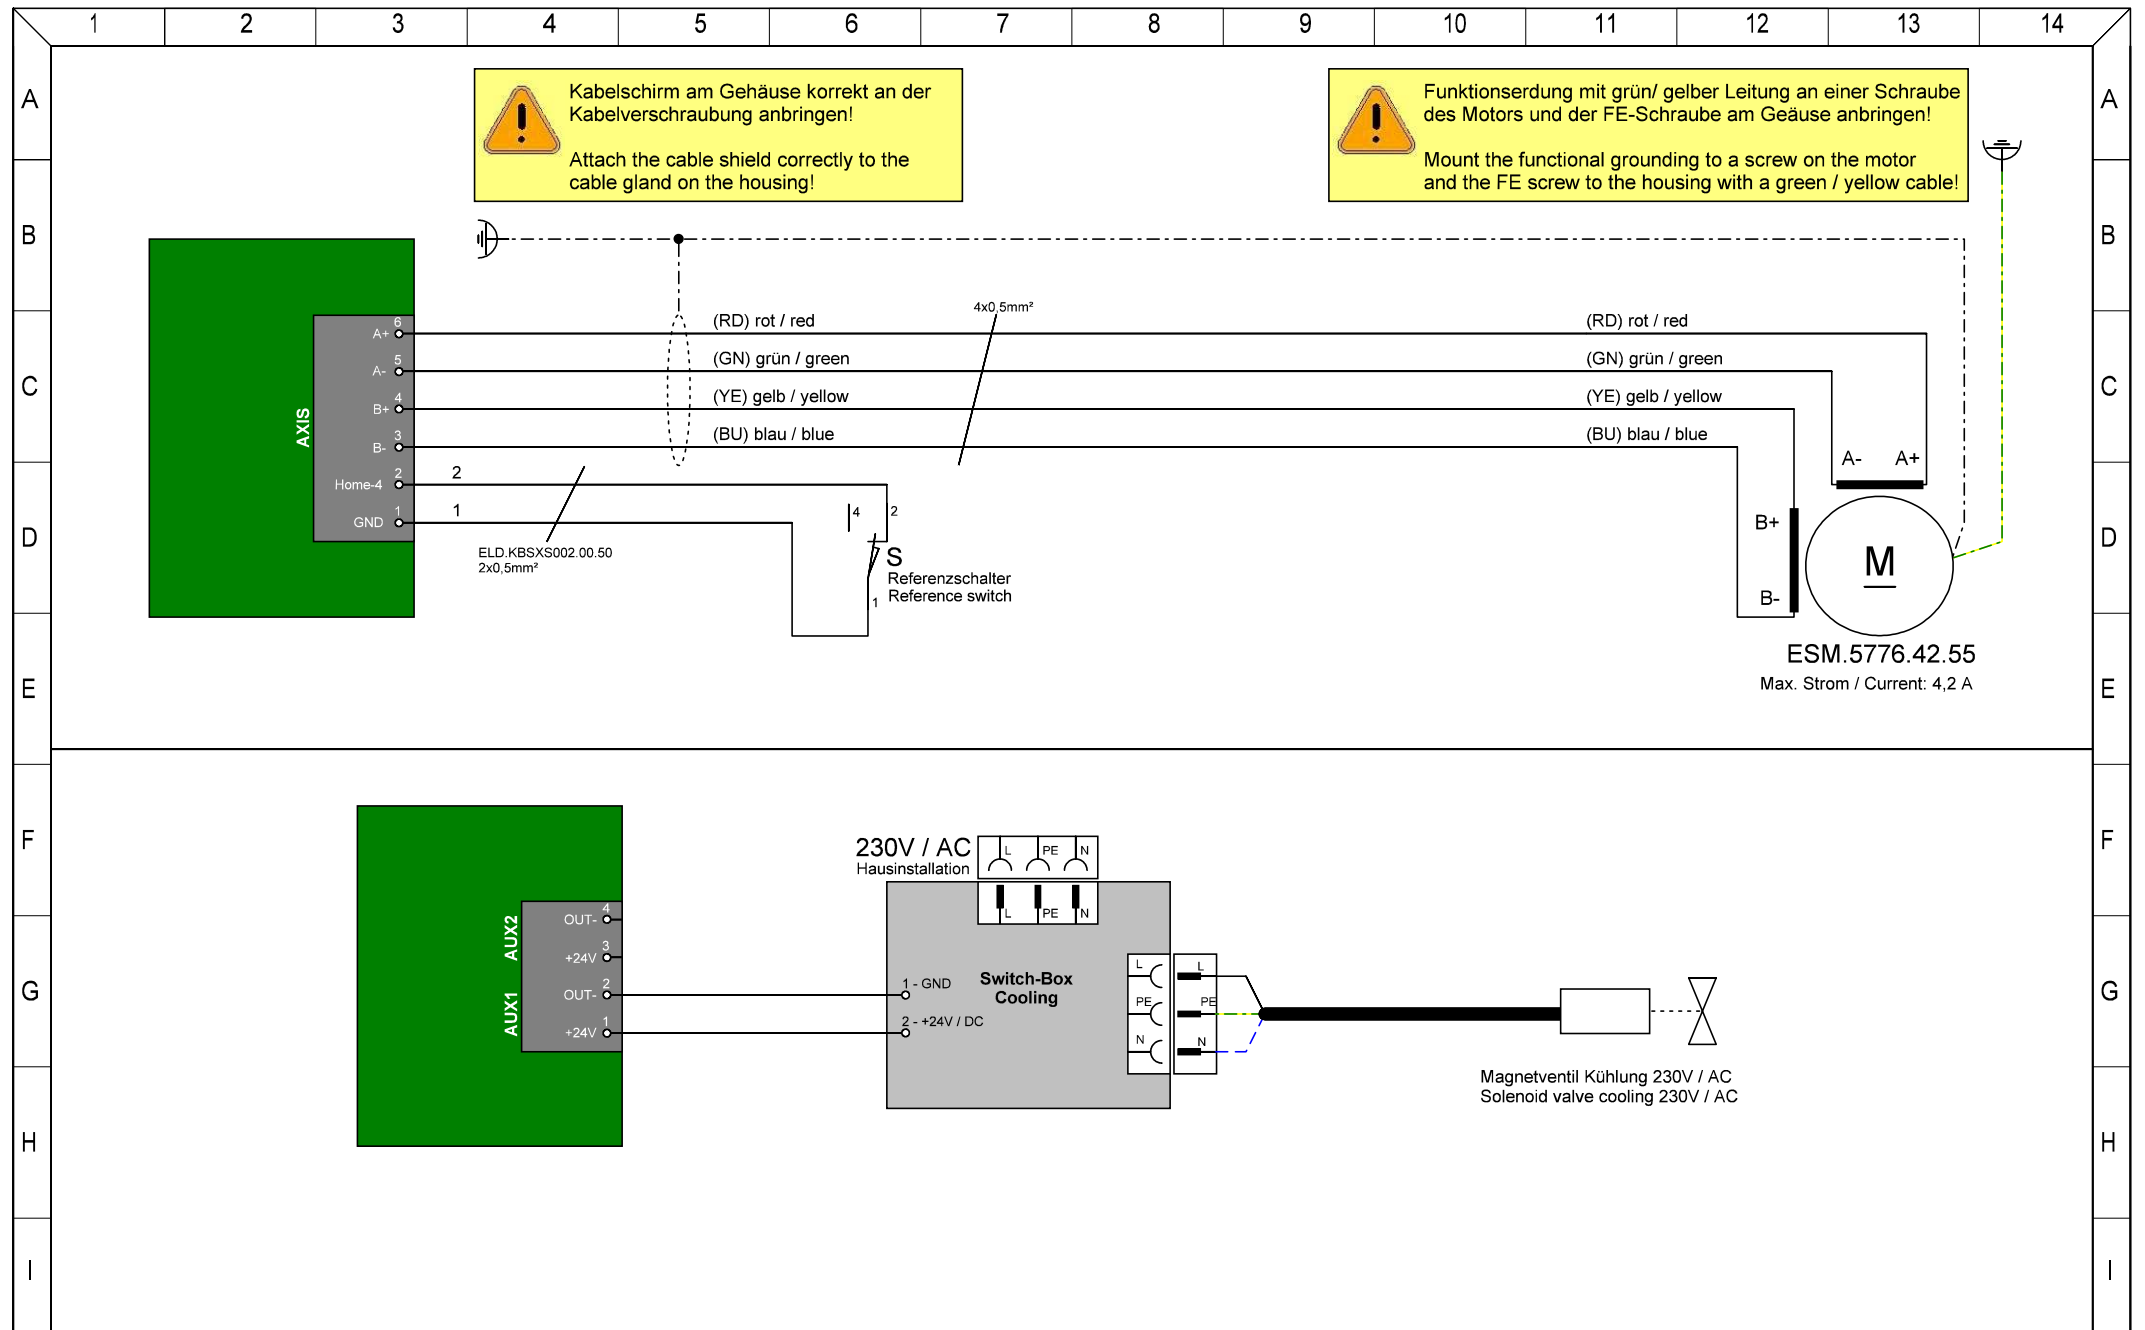 1 2 3 4 5 6 7 8 9 10 11 12 13 14
A A
Kabelschirm am Gehäuse korrekt an der
Kabelverschraubung anbringen!
Attach the cable shield correctly to the
cable gland on the housing!
Funktionserdung mit grün/ gelber Leitung an einer Schraube
des Motors und der FE-Schraube am Geäuse anbringen!
Mount the functional grounding to a screw on the motor
and the FE screw to the housing with a green / yellow cable!
B B
4x0,5mm²
C C
AXIS
A+ 6 (RD) rot / red (RD) rot / red
A- 5 (GN) grün / green (GN) grün / green
B+ 4 (YE) gelb / yellow (YE) gelb / yellow
B- 3 (BU) blau / blue (BU) blau / blue
Home-4 2 2
GND 1 1
A- A+
4 2
D D
ELD.KBSXS002.00.50
2x0,5mm²
S
Referenzschalter
Reference switch
1
B+
M
B-
ESM.5776.42.55
Max. Strom / Current: 4,2 A
E E
F F
230V / AC
Hausinstallation
L PE N
L PE N
AUX2
OUT- 4
+24V 3
AUX1
OUT- 2
+24V 1
G G
1 - GND
2 - +24V / DC
Switch-Box
Cooling
L L
PE PE
N N
Magnetventil Kühlung 230V / AC
Solenoid valve cooling 230V / AC
H H
I I